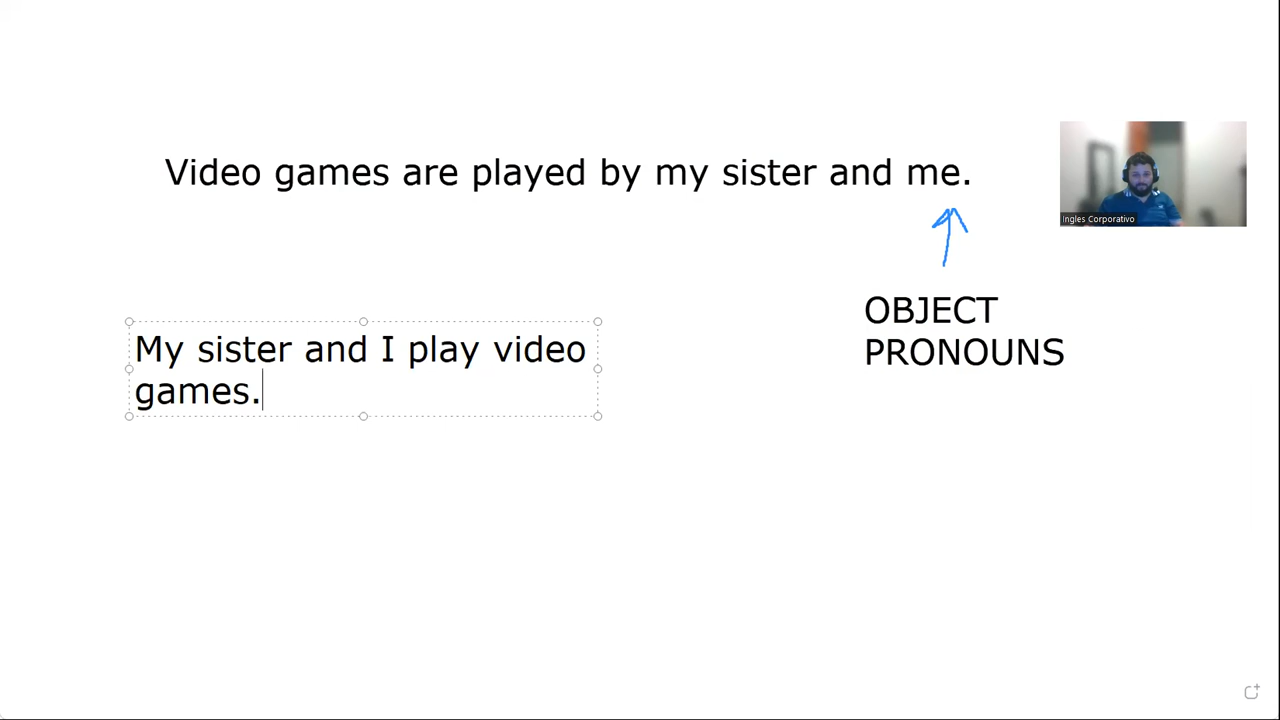 Video games are played by my sister and me.
Ingles Corporativo
OBJECT
PRONOUNS
My sister and I play video
games.